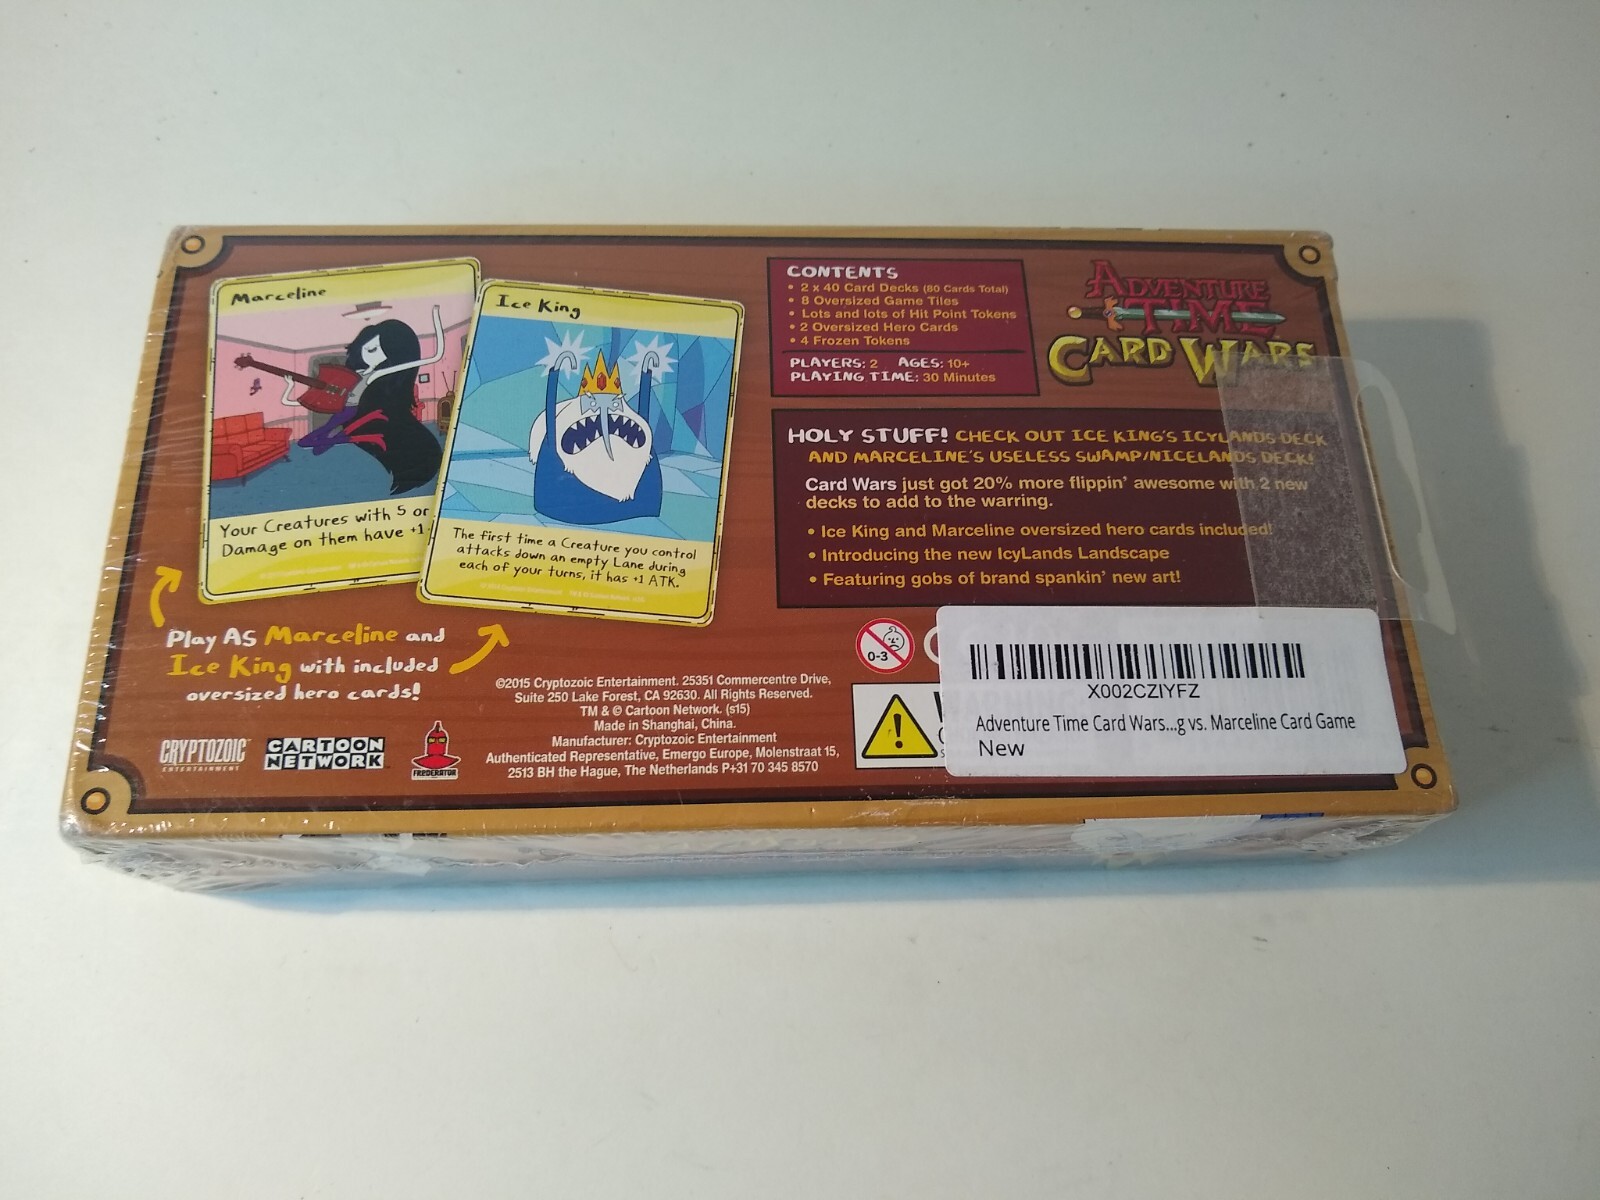 Marceline
Your Creatures with 5 or
Damage on them have +1
Ice King
The first time a Creature you control
attacks down an empty Lane during
each of your turns, it has +1 ATK.
Play As Marceline and
Ice King with included
oversized hero cards!
CRYPTOZOIC
ENTERTAINMENT
CARTOON
NETWORK
FREDERATOR
©2015 Cryptozoic Entertainment. 25351 Commercentre Drive,
Suite 250 Lake Forest, CA 92630. All Rights Reserved.
TM & © Cartoon Network. (s15)
Made in Shanghai, China.
Manufacturer: Cryptozoic Entertainment
Authenticated Representative, Emergo Europe, Molenstraat 15,
2513 BH the Hague, The Netherlands P+31 70 345 8570
CONTENTS
• 2 x 40 Card Decks (80 Cards Total)
• 8 Oversized Game Tiles
• Lots and lots of Hit Point Tokens
• 2 Oversized Hero Cards
• 4 Frozen Tokens
PLAYERS: 2 AGES: 10+
PLAYING TIME: 30 Minutes
ADVENTURE
TIME
CARD WARS
HOLY STUFF! CHECK OUT ICE KING'S ICYLANDS DECK
AND MARCELINE'S USELESS SWAMP/NICELANDS DECK!
Card Wars just got 20% more flippin' awesome with 2 new
decks to add to the warring.
• Ice King and Marceline oversized hero cards included!
• Introducing the new IcyLands Landscape
• Featuring gobs of brand spankin' new art!
0-3
X002CZIYFZ
Adventure Time Card Wars...g vs. Marceline Card Game
New